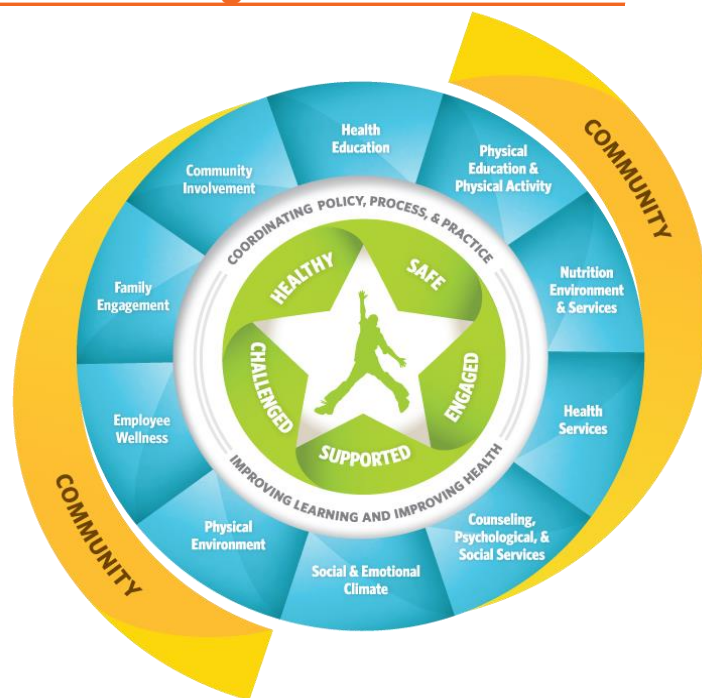 COMMUNITY
Health
Education
Physical
Education &
Physical Activity
Nutrition
Environment
& Services
Health
Services
Counseling,
Psychological, &
Social Services
Social & Emotional
Climate
Physical
Environment
Employee
Wellness
Family
Engagement
Community
Involvement
COORDINATING POLICY, PROCESS, & PRACTICE
IMPROVING LEARNING AND IMPROVING HEALTH
HEALTHY
SAFE
ENGAGED
SUPPORTED
CHALLENGED
COMMUNITY